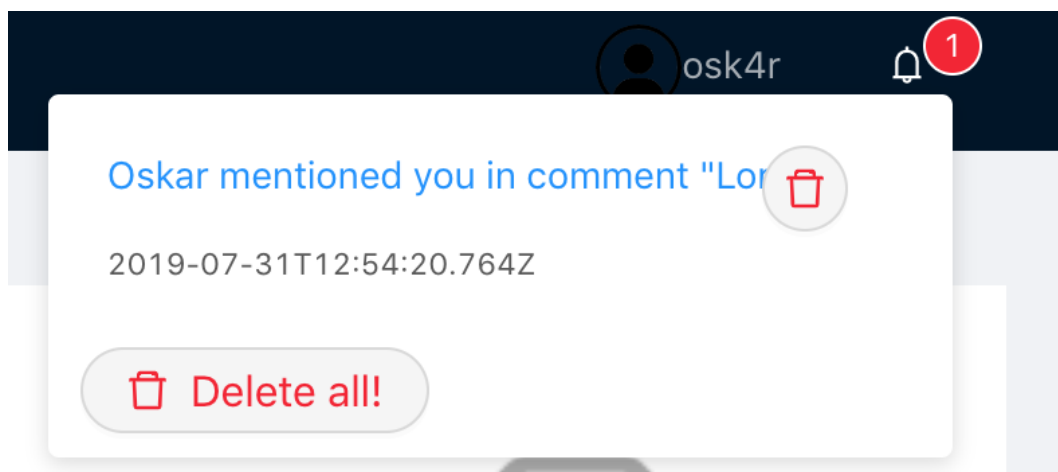 osk4r
1
Oskar mentioned you in comment "Lor
2019-07-31T12:54:20.764Z
Delete all!